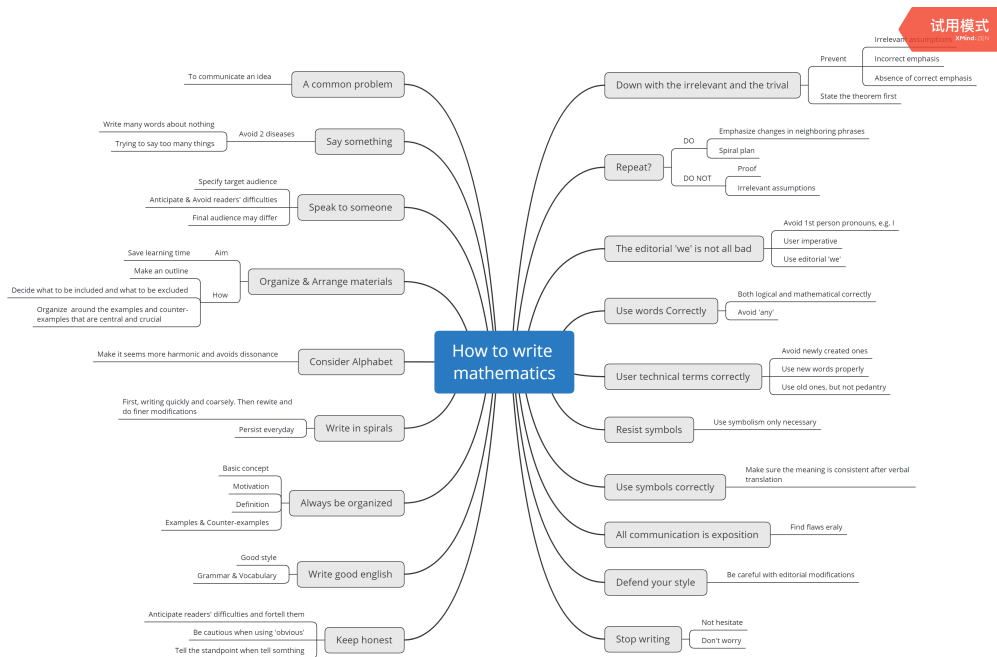 How to write
mathematics
A common problem
To communicate an idea
Say something
Avoid 2 diseases
Write many words about nothing
Trying to say too many things
Speak to someone
Specify target audience
Anticipate & Avoid readers' difficulties
Final audience may differ
Organize & Arrange materials
Aim
Save learning time
How
Make an outline
Decide what to be included and what to be excluded
Organize around the examples and counter-
examples that are central and crucial
Consider Alphabet
Make it seems more harmonic and avoids dissonance
Write in spirals
First, writing quickly and coarsely. Then rewite and
do finer modifications
Persist everyday
Always be organized
Basic concept
Motivation
Definition
Examples & Counter-examples
Write good english
Good style
Grammar & Vocabulary
Keep honest
Anticipate readers' difficulties and fortell them
Be cautious when using 'obvious'
Tell the standpoint when tell somthing
Down with the irrelevant and the trival
Prevent
Irrelevant assumptions
Incorrect emphasis
Absence of correct emphasis
State the theorem first
Repeat?
DO
Emphasize changes in neighboring phrases
Spiral plan
DO NOT
Proof
Irrelevant assumptions
The editorial 'we' is not all bad
Avoid 1st person pronouns, e.g. I
User imperative
Use editorial 'we'
Use words Correctly
Both logical and mathematical correctly
Avoid 'any'
User technical terms correctly
Avoid newly created ones
Use new words properly
Use old ones, but not pedantry
Resist symbols
Use symbolism only necessary
Use symbols correctly
Make sure the meaning is consistent after verbal
translation
All communication is exposition
Find flaws eraly
Defend your style
Be careful with editorial modifications
Stop writing
Not hesitate
Don't worry
试用模式
XMind:ZEN